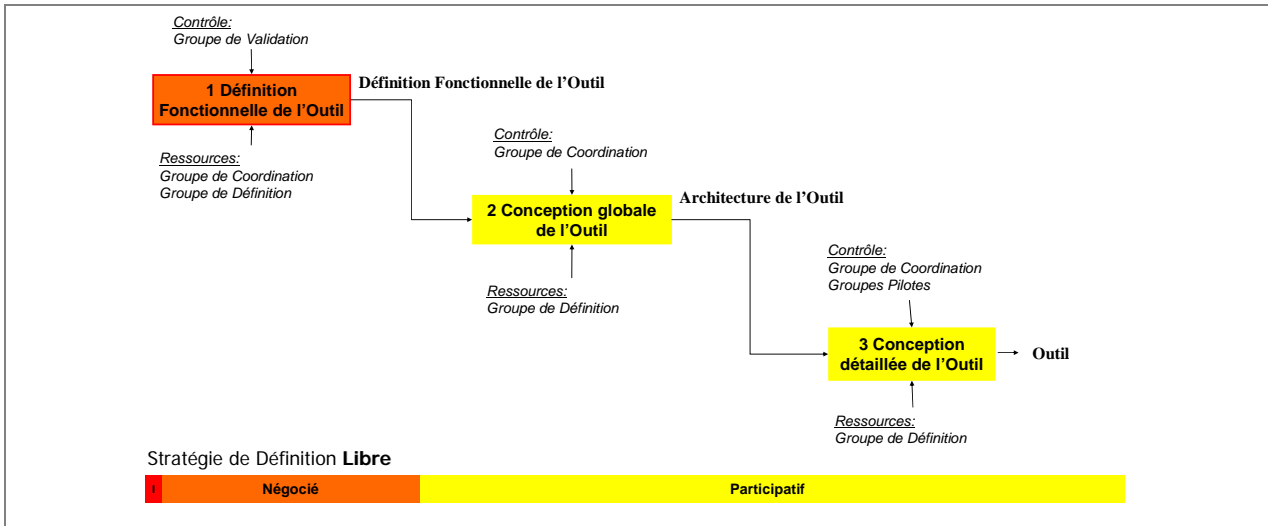 Contrôle:
Groupe de Validation
1 Définition
Fonctionnelle de l'Outil
Définition Fonctionnelle de l'Outil
Ressources:
Groupe de Coordination
Groupe de Définition
Contrôle:
Groupe de Coordination
2 Conception globale
de l'Outil
Architecture de l'Outil
Ressources:
Groupe de Définition
Contrôle:
Groupe de Coordination
Groupes Pilotes
3 Conception
détaillée de l'Outil
Outil
Ressources:
Groupe de Définition
Stratégie de Définition Libre
I
Négocié
Participatif